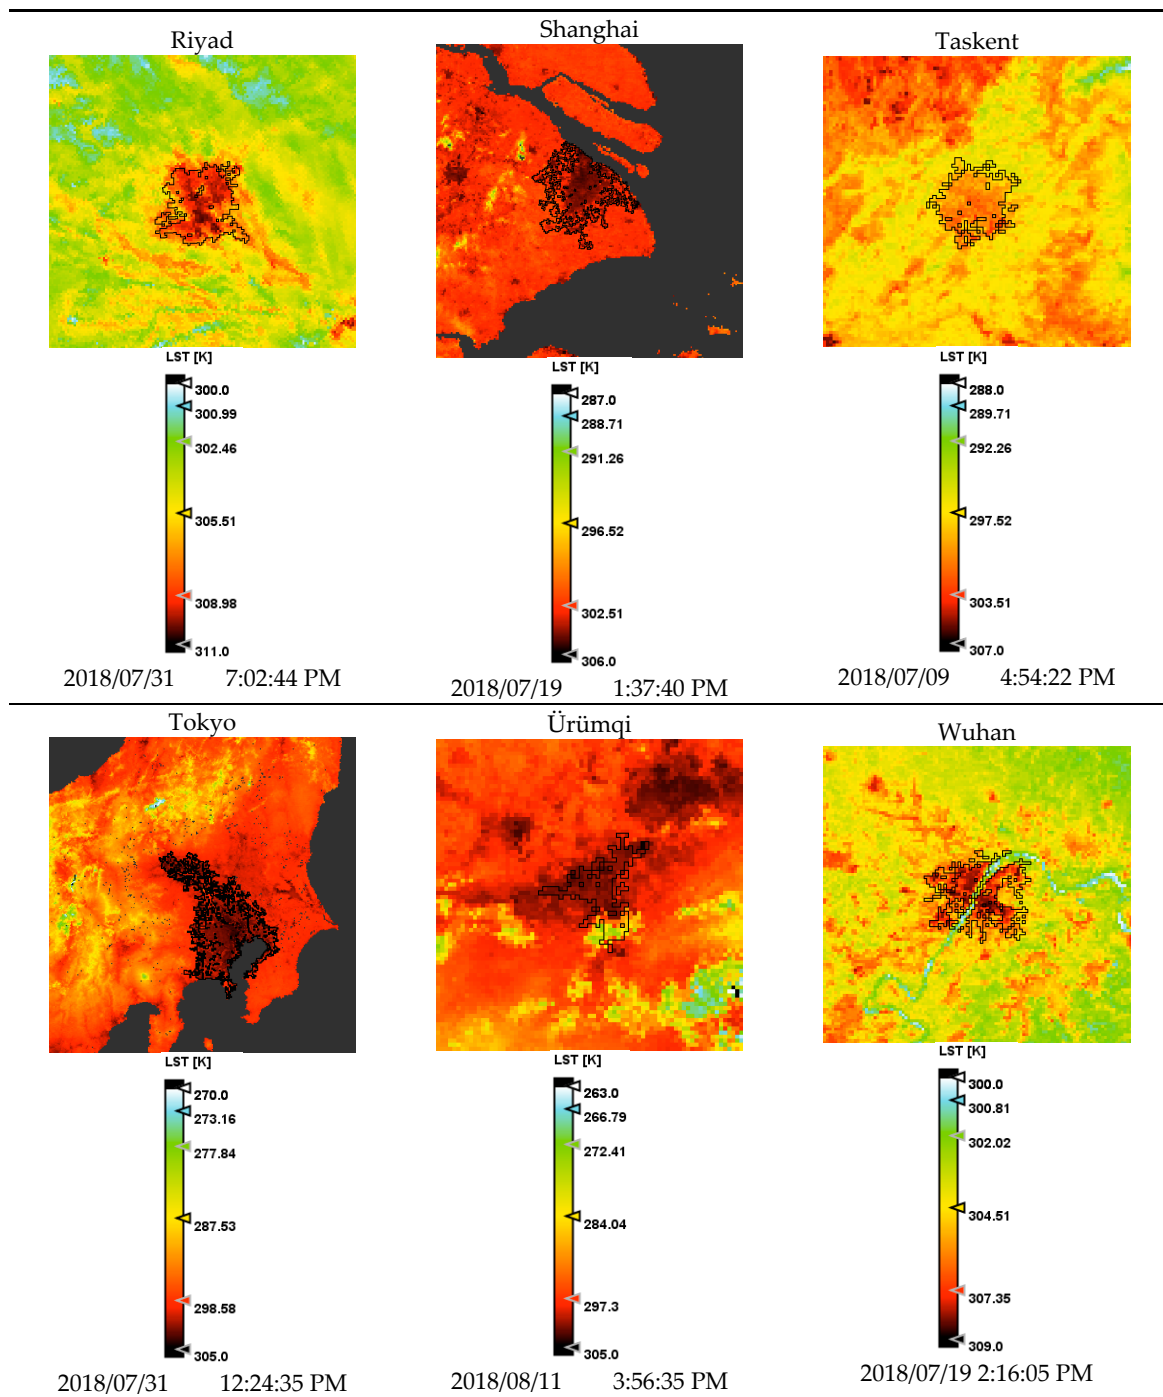 Riyad
Shanghai
Taskent
LST [K]
300.0
300.99
302.46
305.51
308.98
311.0
LST [K]
287.0
288.71
291.26
296.52
302.51
306.0
LST [K]
288.0
289.71
292.26
297.52
303.51
307.0
2018/07/31 7:02:44 PM
2018/07/19 1:37:40 PM
2018/07/09 4:54:22 PM
Tokyo
Ürümqi
Wuhan
LST [K]
270.0
273.16
277.84
287.53
298.58
305.0
LST [K]
263.0
266.79
272.41
284.04
297.3
305.0
LST [K]
300.0
300.81
302.02
304.51
307.35
309.0
2018/07/31 12:24:35 PM
2018/08/11 3:56:35 PM
2018/07/19 2:16:05 PM